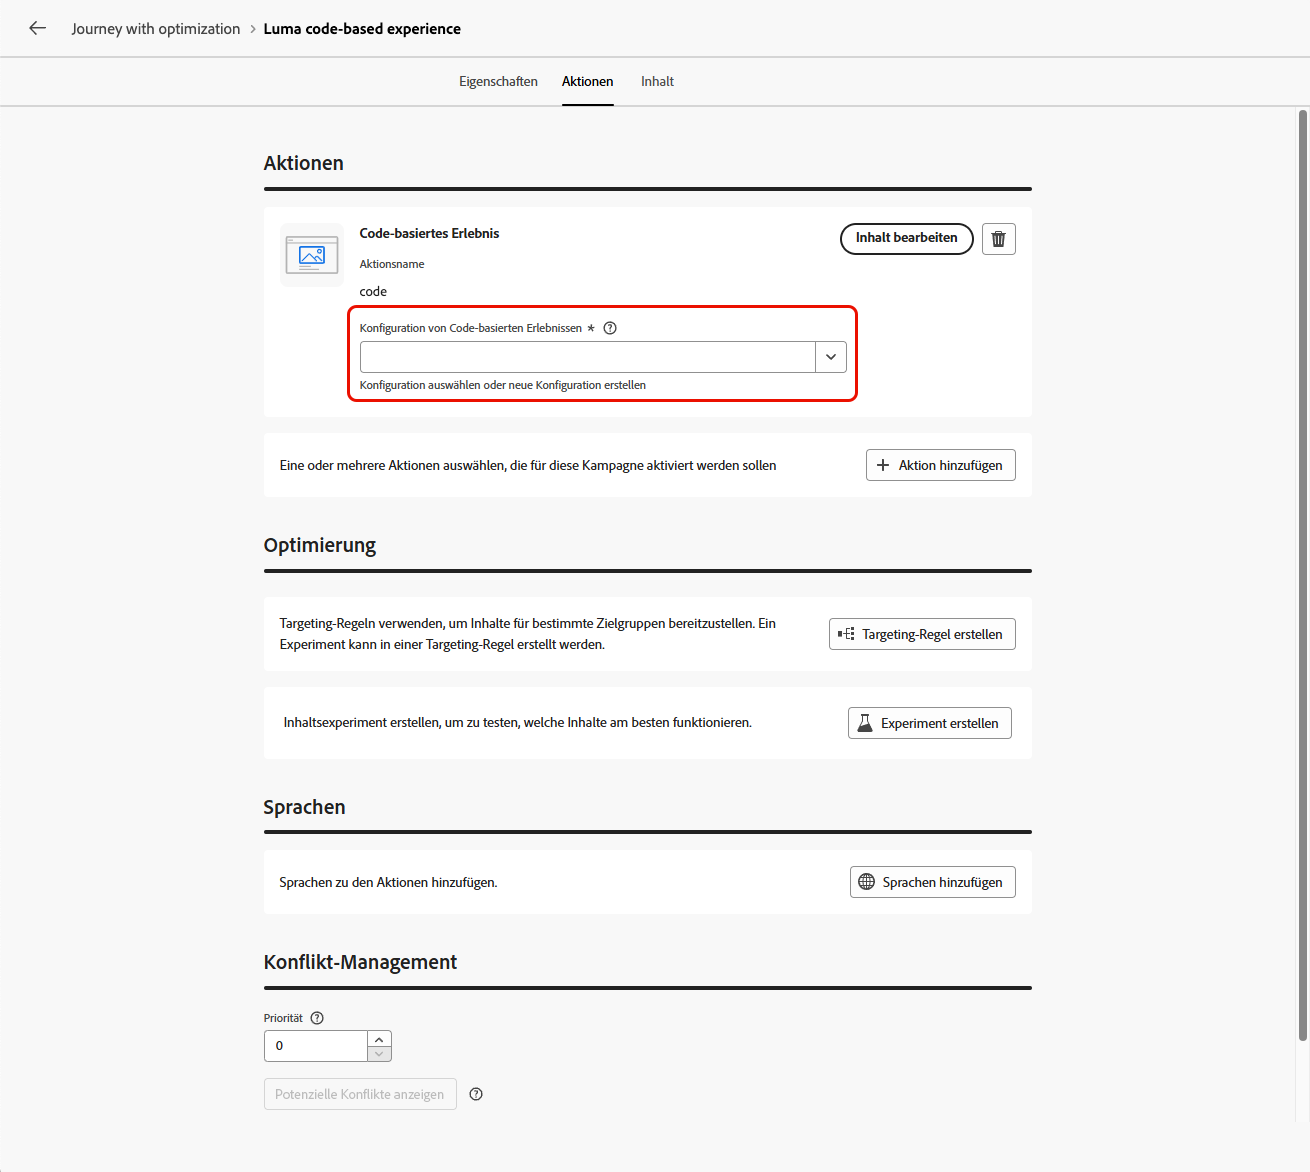 Journey with optimization > Luma code-based experience
Eigenschaften Aktionen Inhalt
Aktionen
Code-basiertes Erlebnis
Inhalt bearbeiten
Aktionsname
code
Konfiguration von Code-basierten Erlebnissen *
Konfiguration auswählen oder neue Konfiguration erstellen
Eine oder mehrere Aktionen auswählen, die für diese Kampagne aktiviert werden sollen
Aktion hinzufügen
Optimierung
Targeting-Regeln verwenden, um Inhalte für bestimmte Zielgruppen bereitzustellen. Ein
Experiment kann in einer Targeting-Regel erstellt werden.
Targeting-Regel erstellen
Inhaltsexperiment erstellen, um zu testen, welche Inhalte am besten funktionieren.
Experiment erstellen
Sprachen
Sprachen zu den Aktionen hinzufügen.
Sprachen hinzufügen
Konflikt-Management
Priorität
0
Potenzielle Konflikte anzeigen